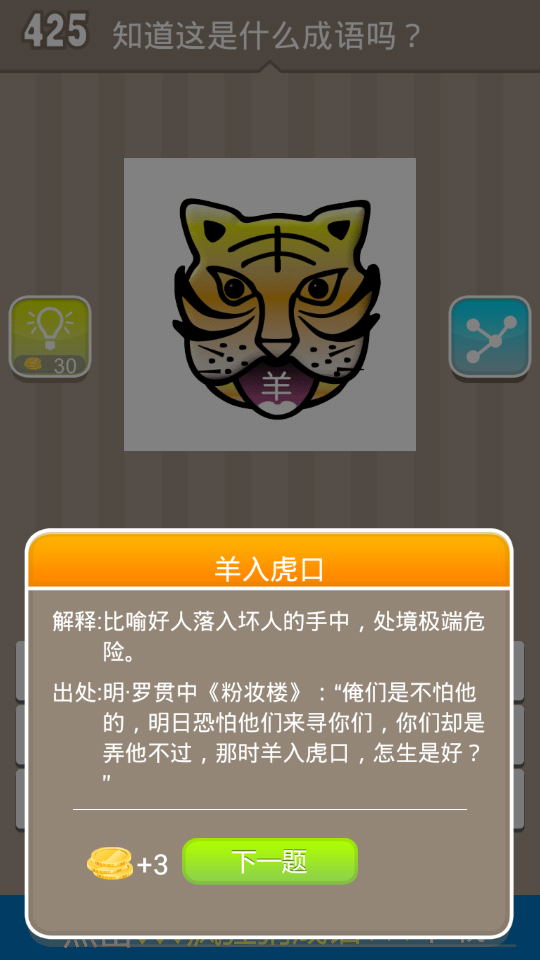 425 知道这是什么成语吗？
30
羊
羊入虎口
解释:比喻好人落入坏人的手中，处境极端危
险。
出处:明·罗贯中《粉妆楼》："俺们是不怕他
的，明日恐怕他们来寻你们，你们却是
弄他不过，那时羊入虎口，怎生是好？
"
+3 下一题